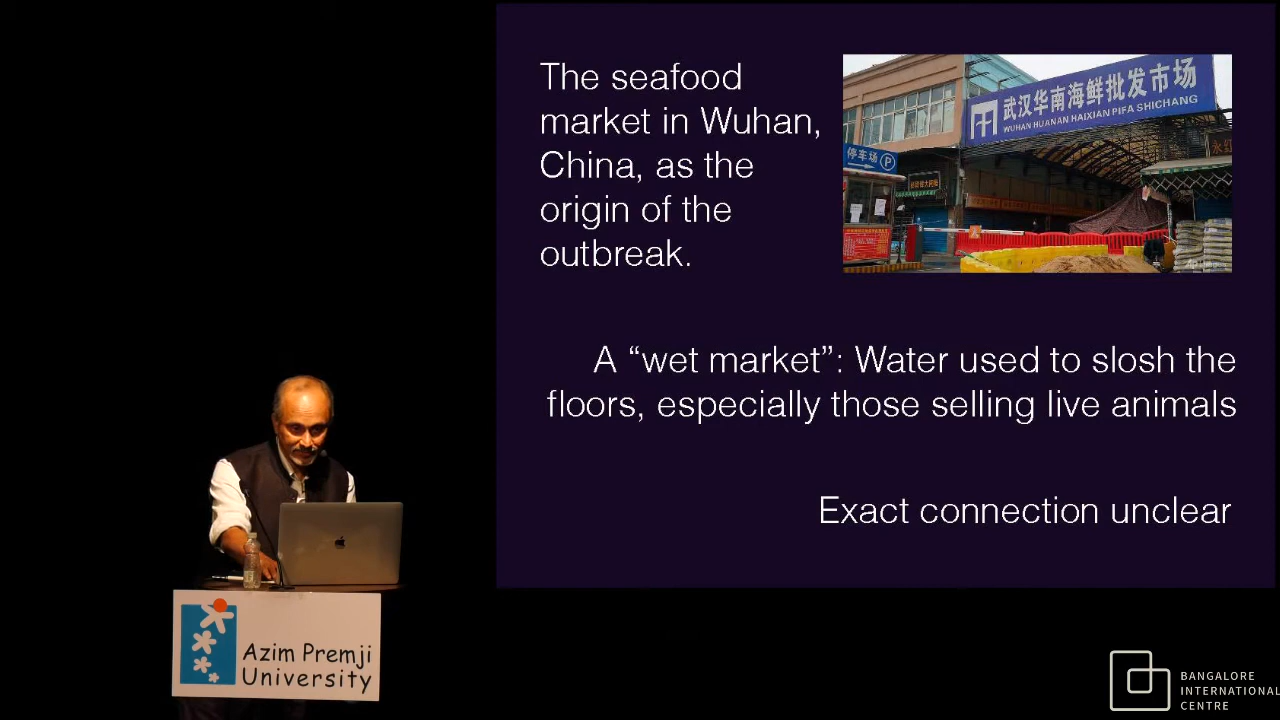 The seafood
market in Wuhan,
China, as the
origin of the
outbreak.
武汉华南海鲜批发市场
WUHAN HUANAN HAIXIAN PIFA SHICHANG
停车场 P
A “wet market”: Water used to slosh the
floors, especially those selling live animals
Exact connection unclear
Azim Premji
University
BANGALORE
INTERNATIONAL
CENTRE